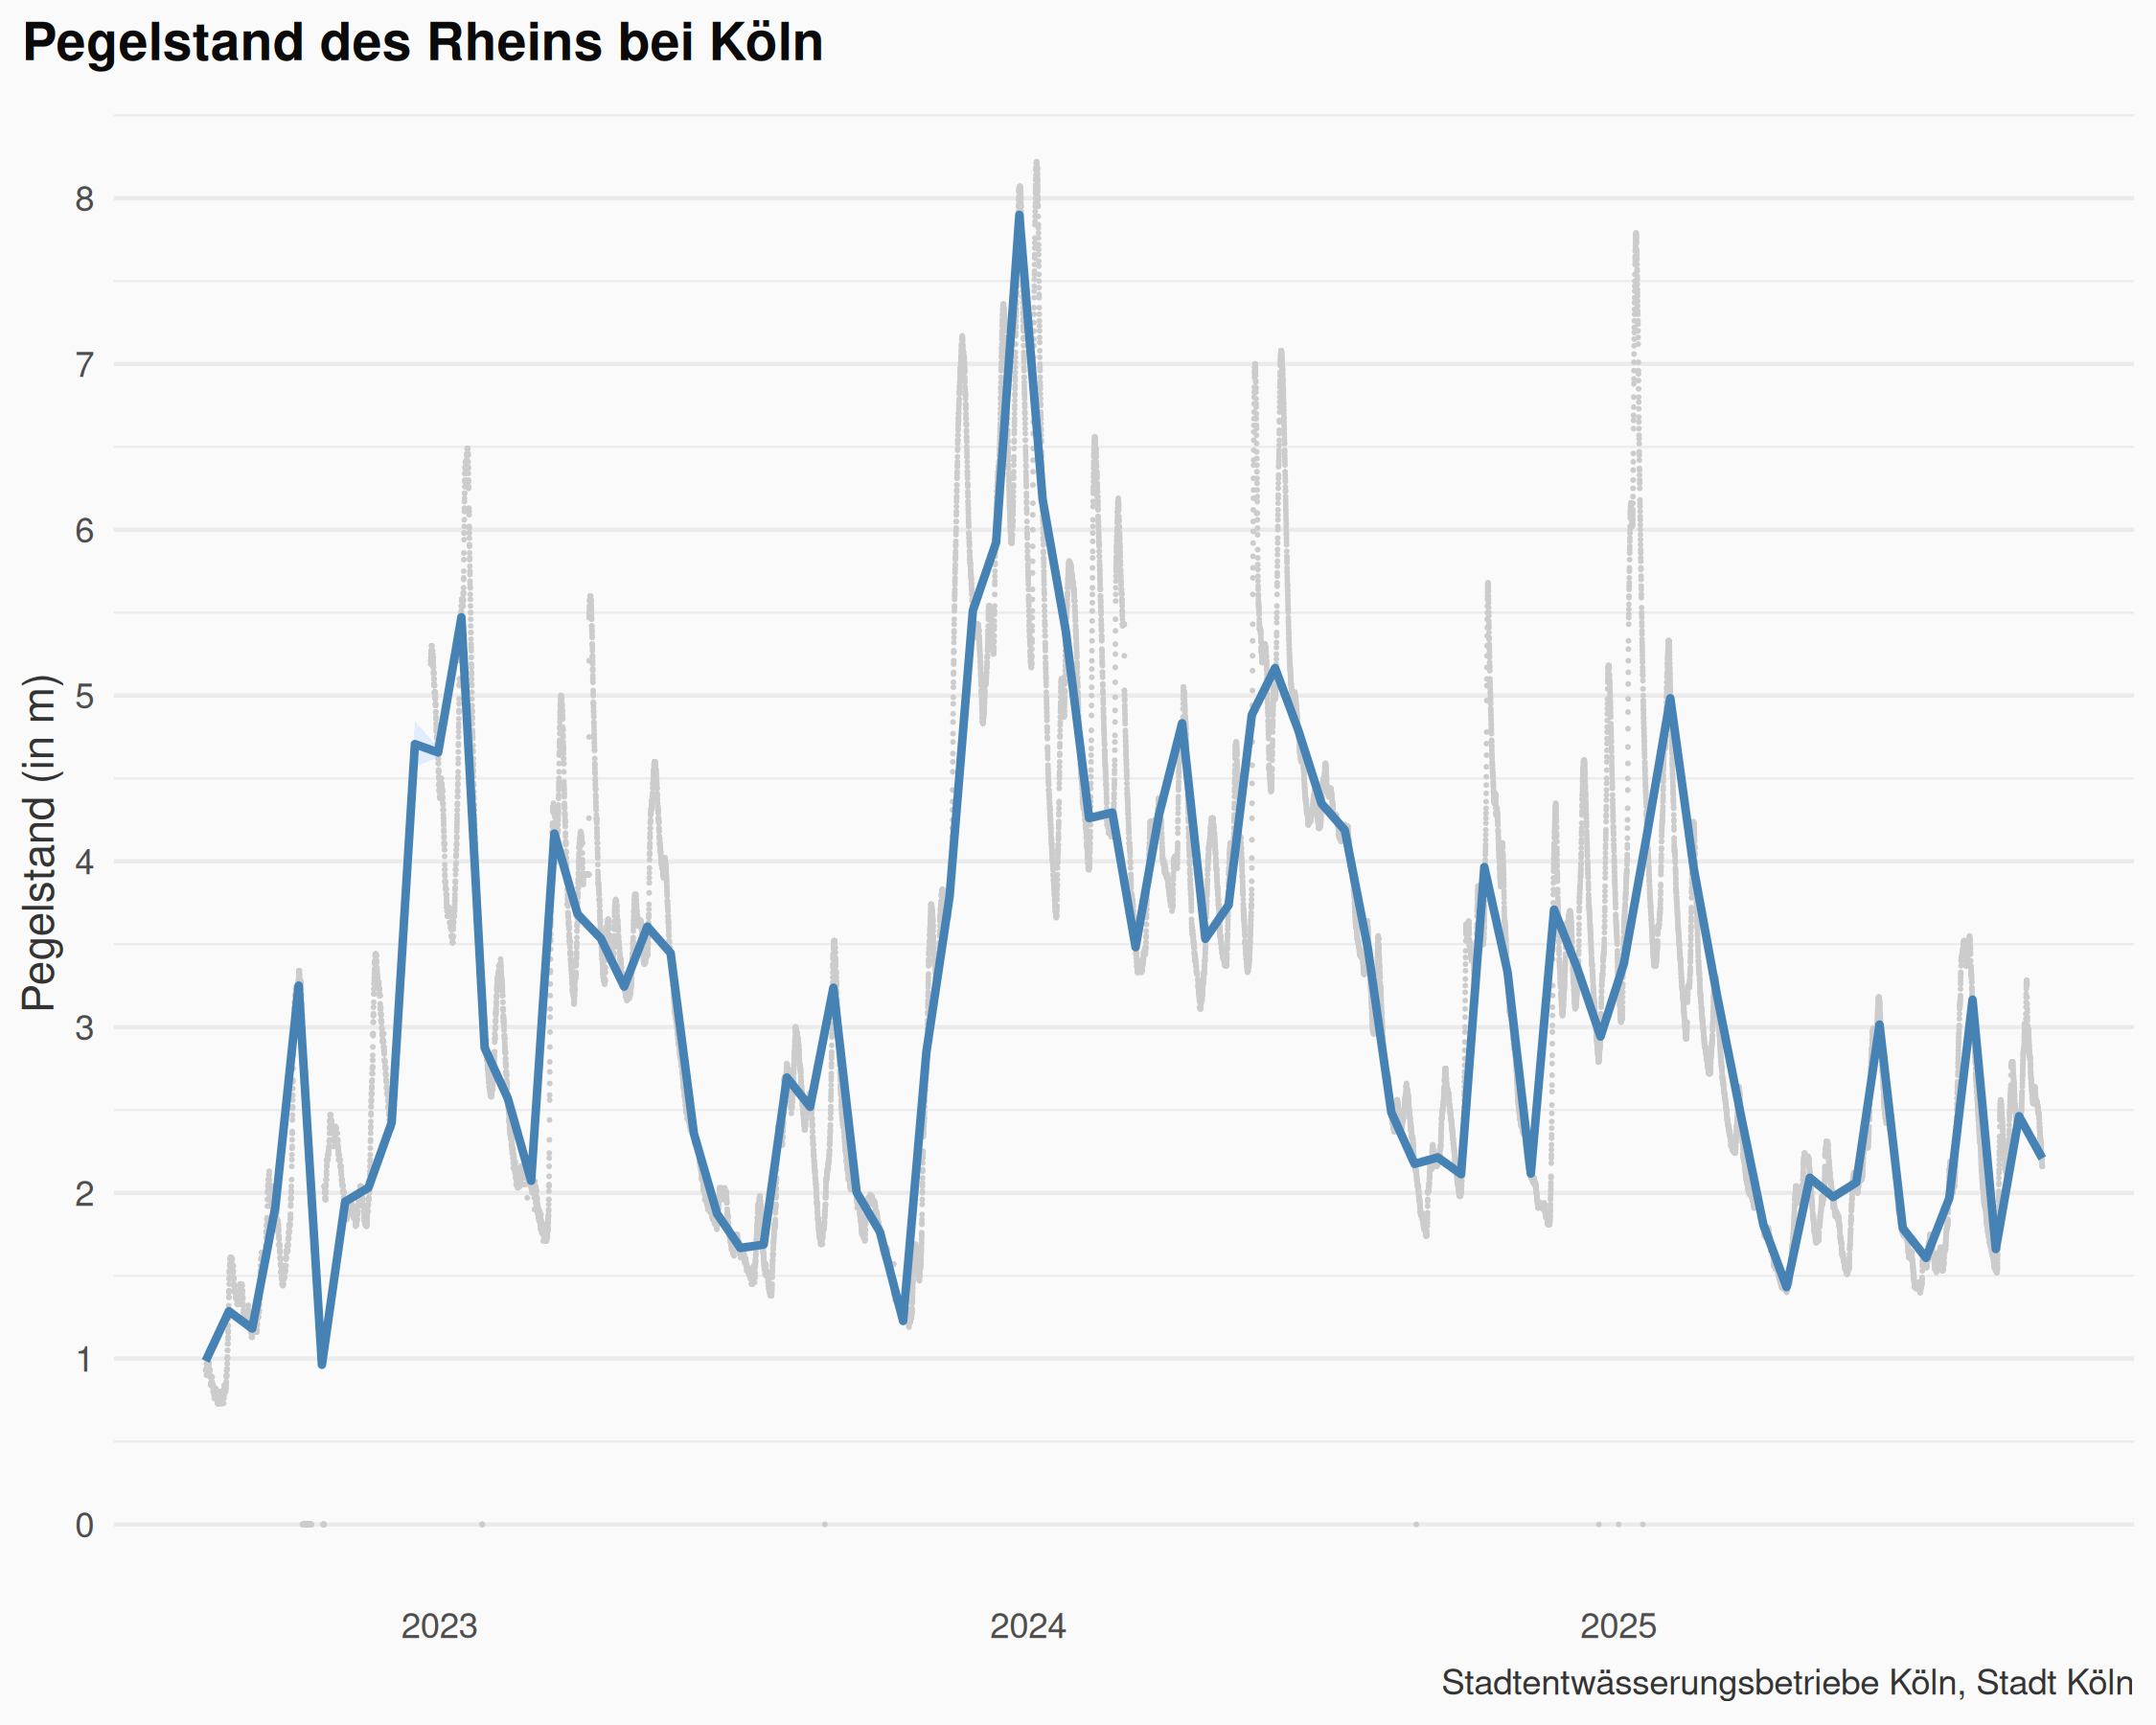 Pegelstand des Rheins bei Köln
Pegelstand (in m)
8
7
6
5
4
3
2
1
0
2023 2024 2025
Stadtentwässerungsbetriebe Köln, Stadt Köln